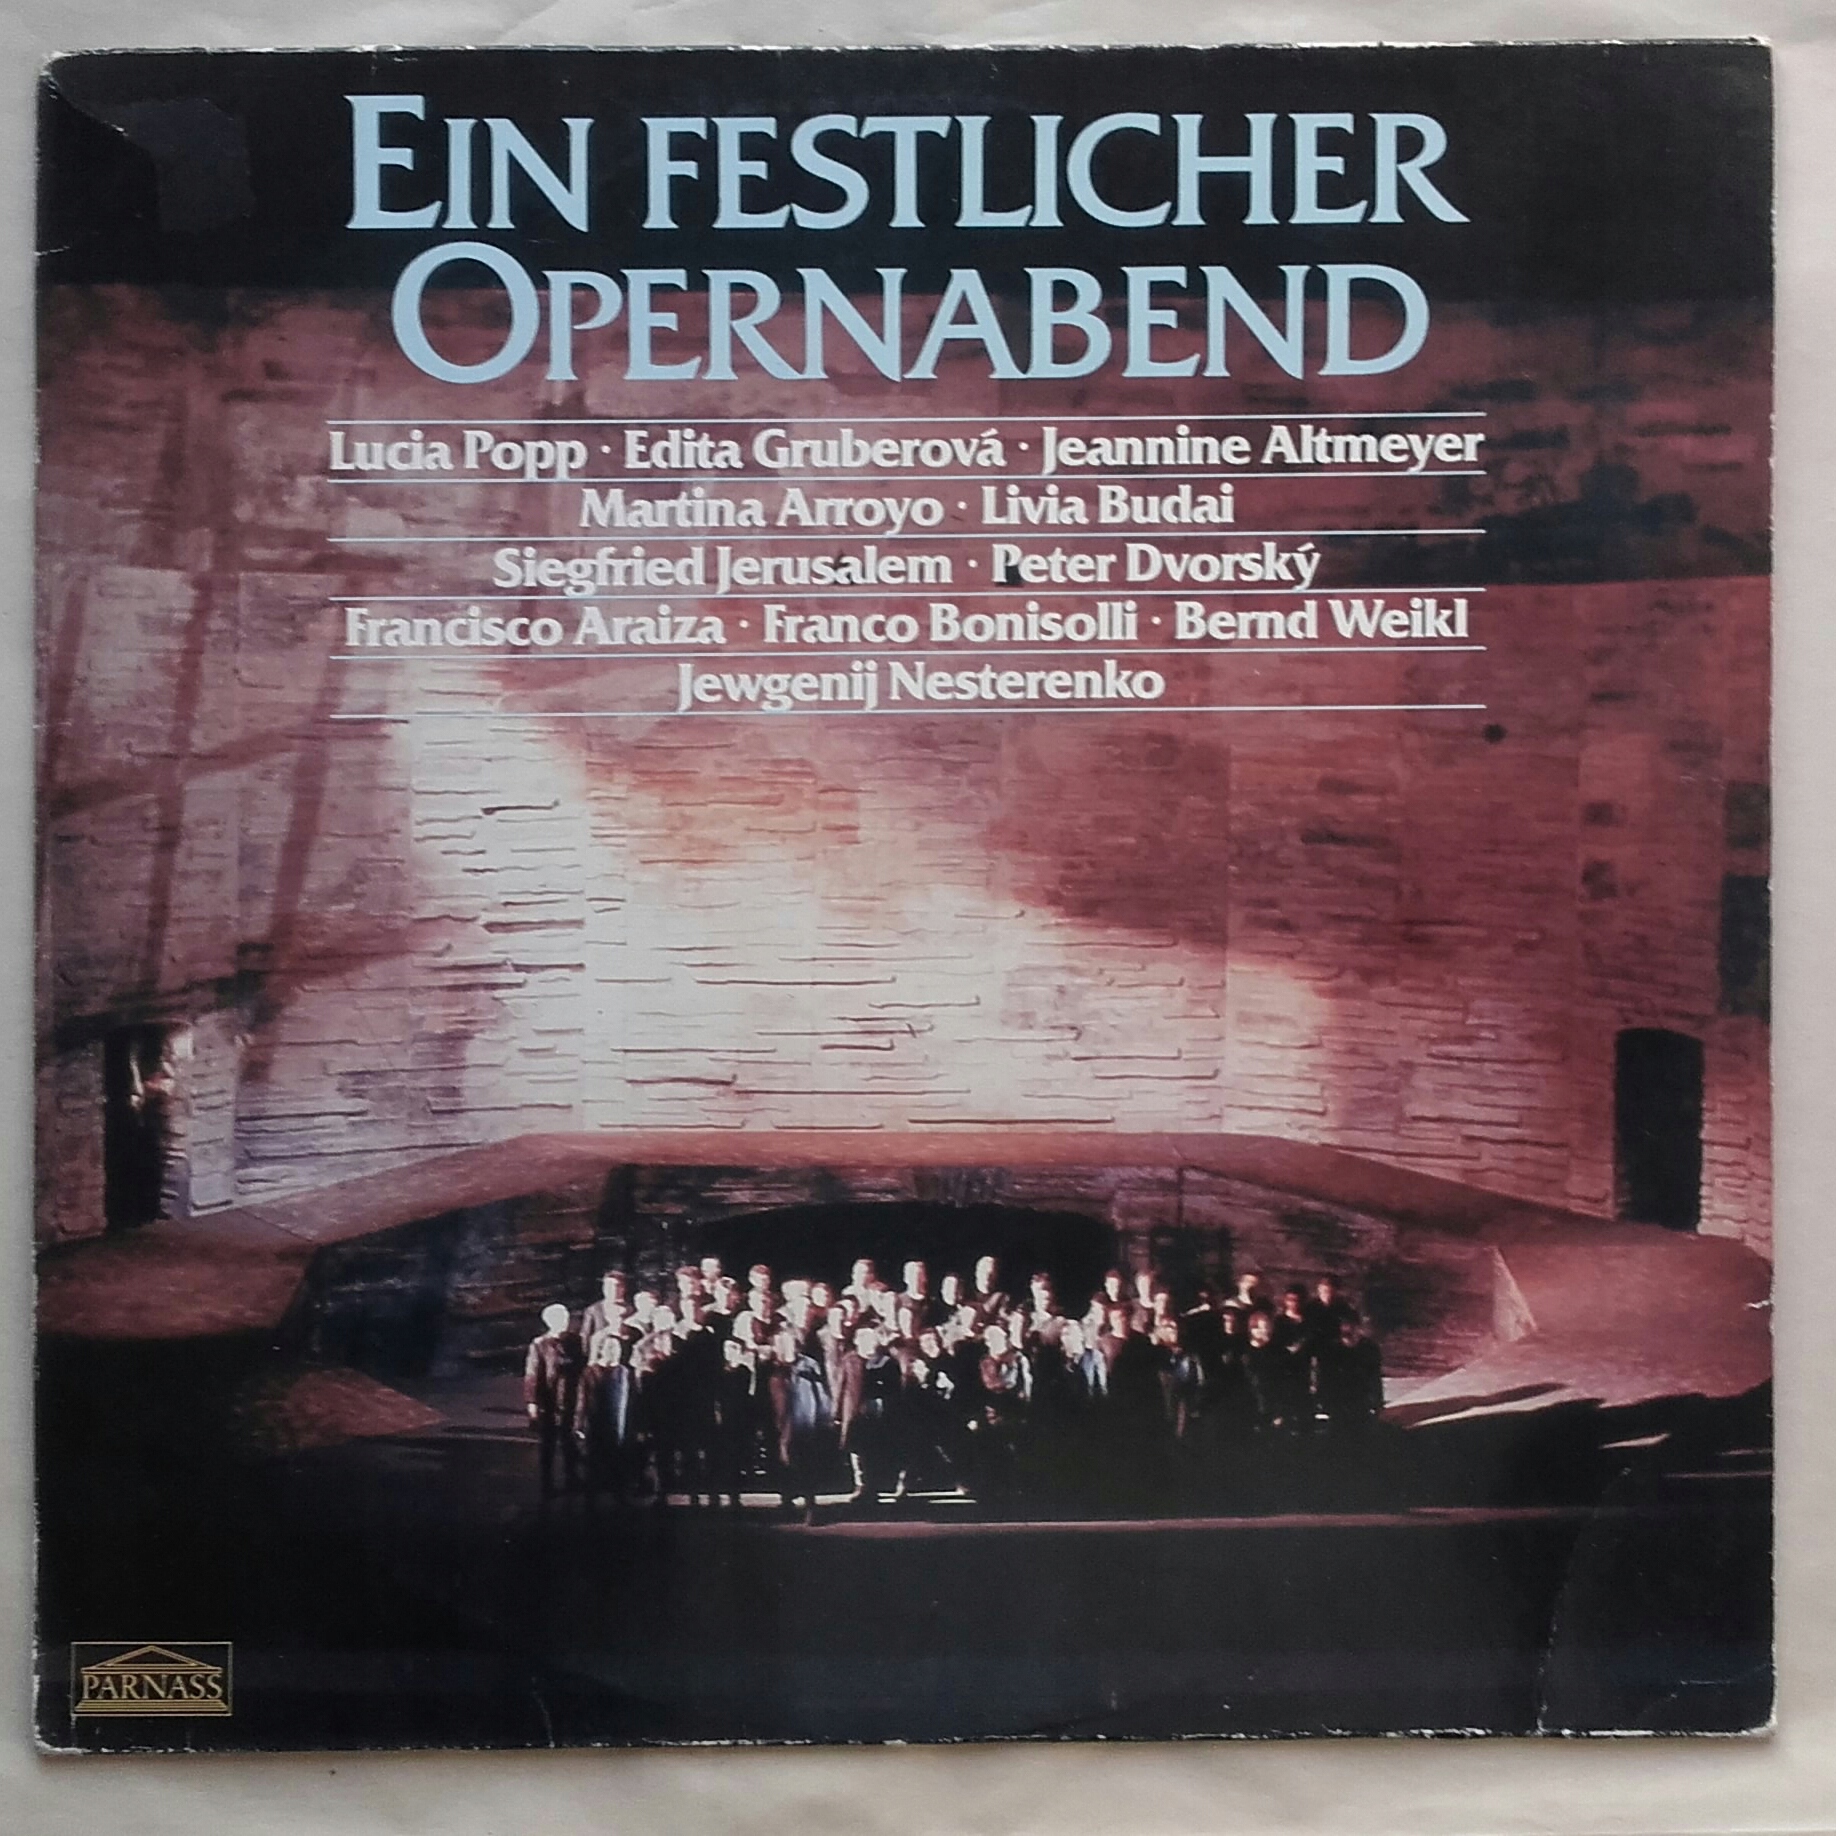 EIN FESTLICHER
OPERNABEND
Lucia Popp · Edita Gruberová · Jeannine Altmeyer
Martina Arroyo · Livia Budai
Siegfried Jerusalem · Peter Dvorský
Francisco Araiza · Franco Bonisolli · Bernd Weikl
Jewgenij Nesterenko
PARNASS